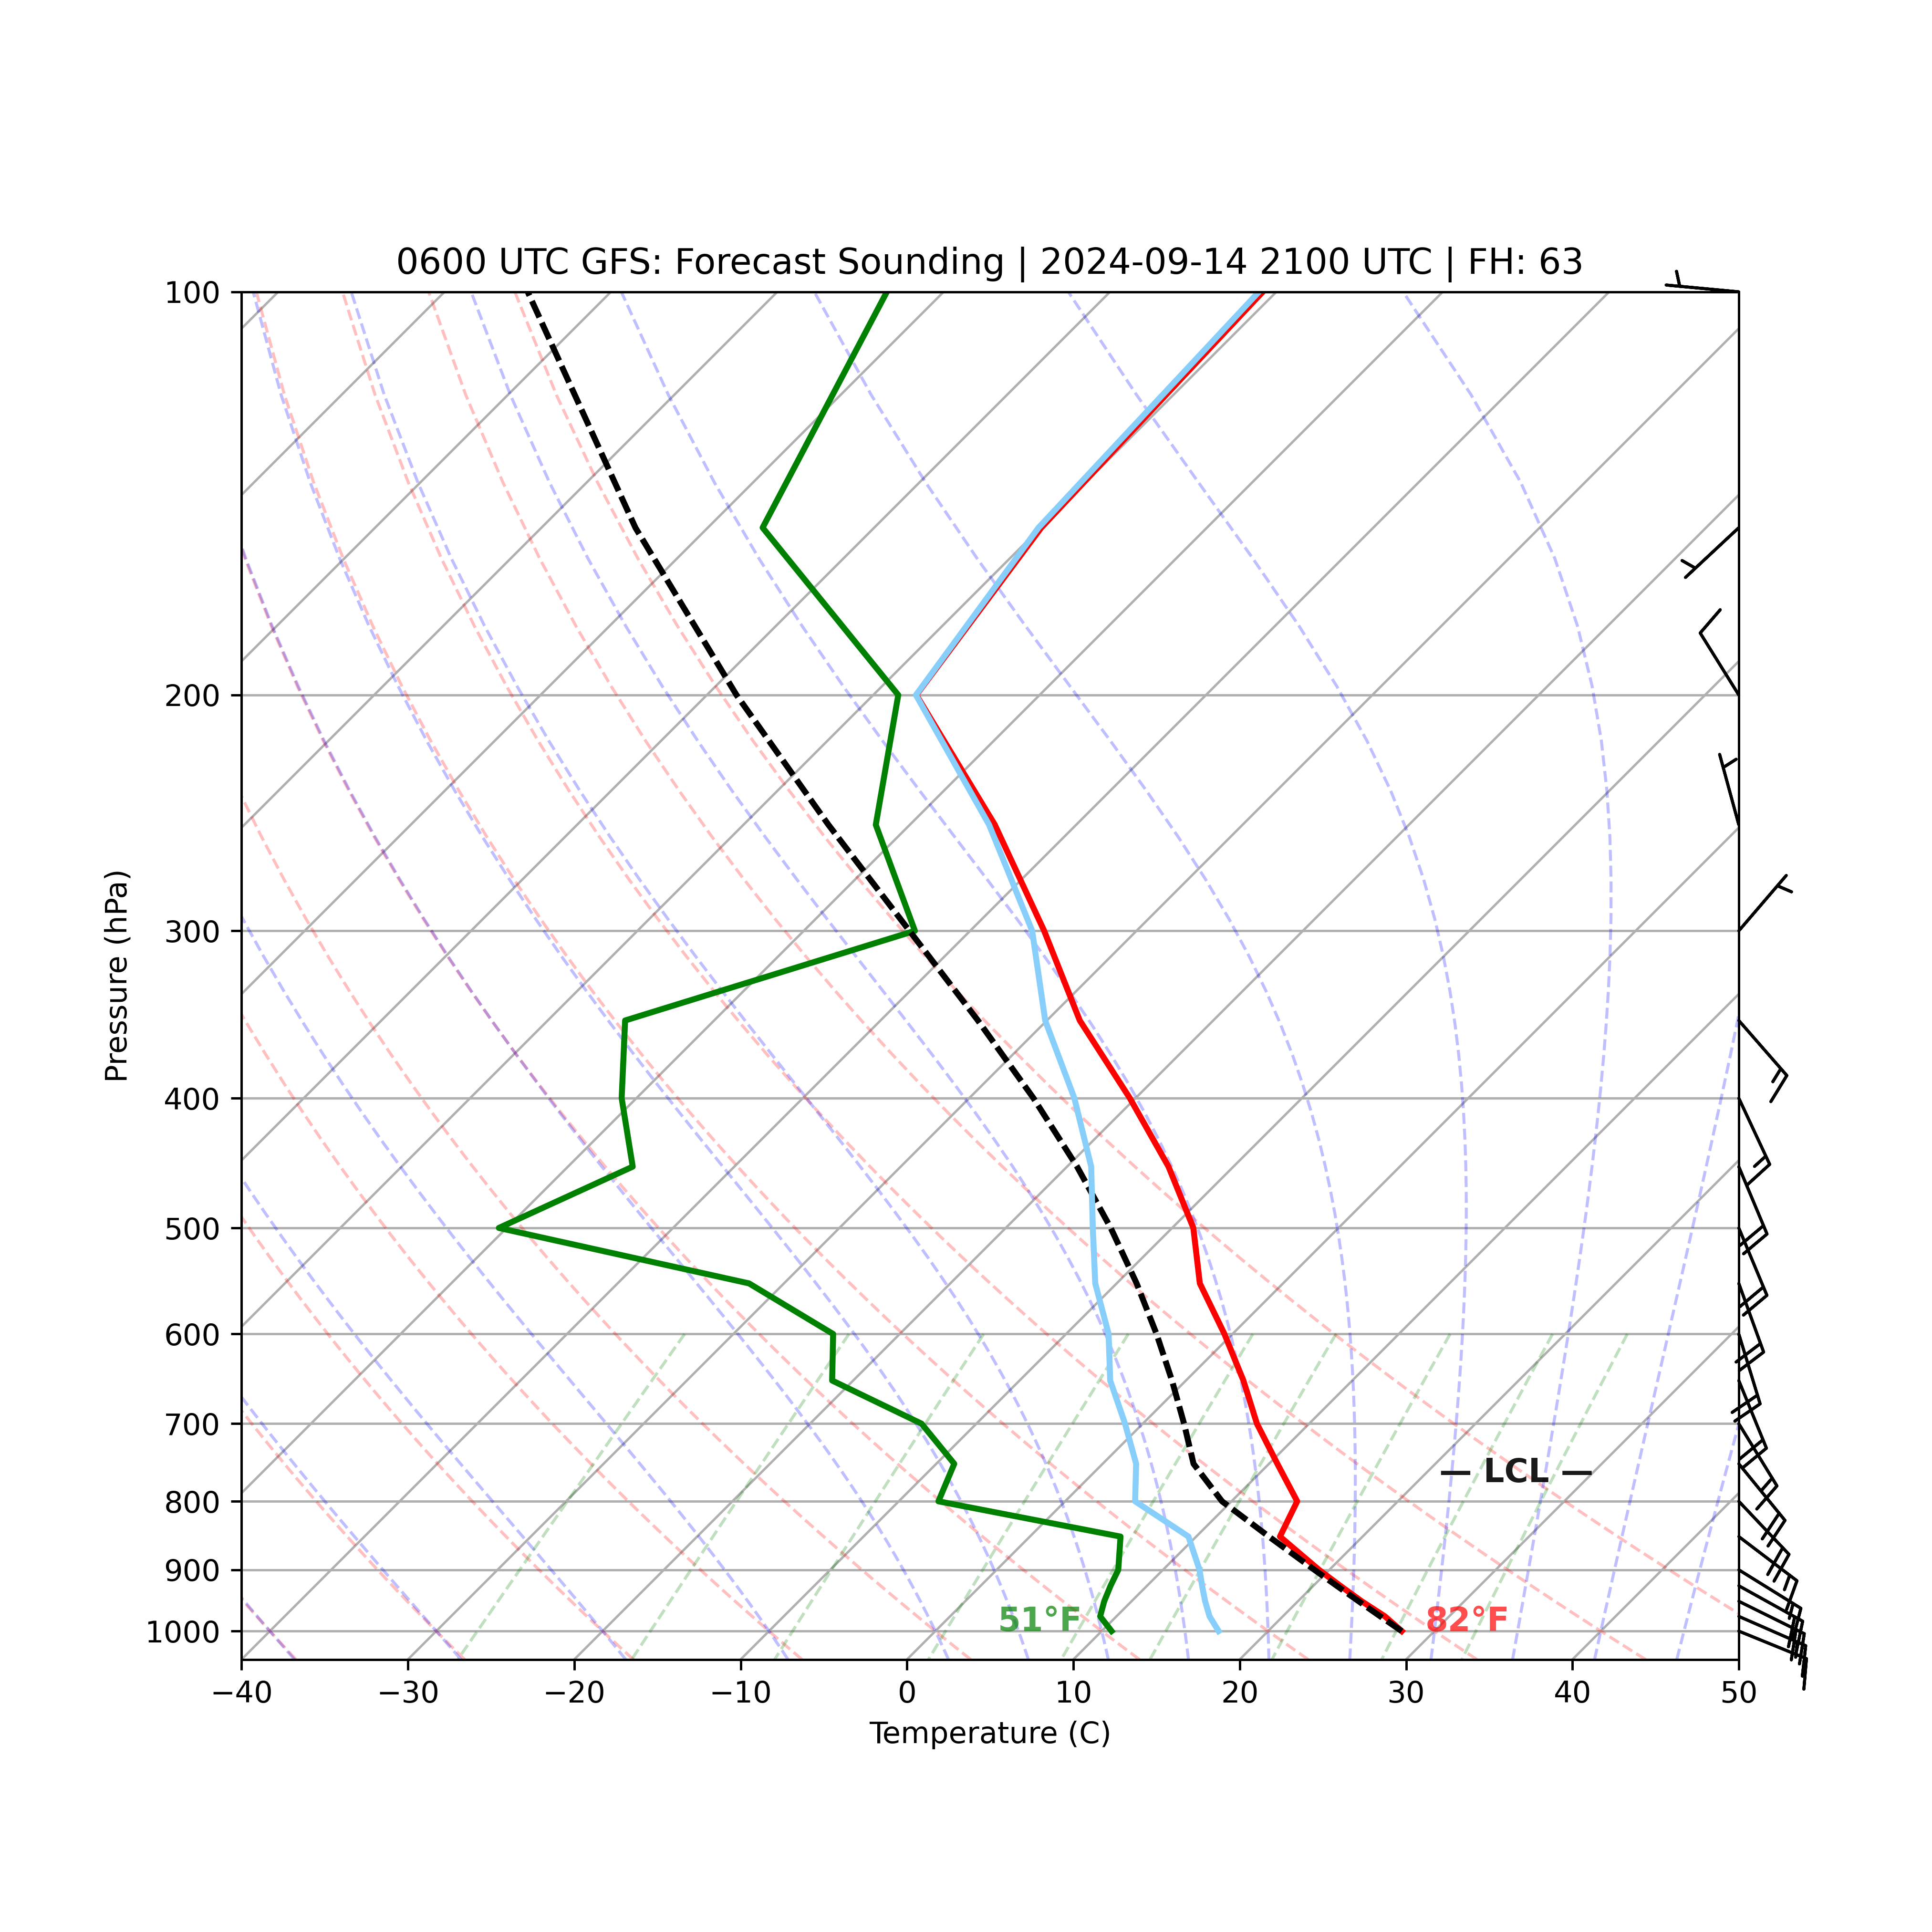 0600 UTC GFS: Forecast Sounding | 2024-09-14 2100 UTC | FH: 63
100
200
300
400
500
600
700
800
900
1000
Pressure (hPa)
— LCL —
51°F
82°F
−40 −30 −20 −10 0 10 20 30 40 50
Temperature (C)